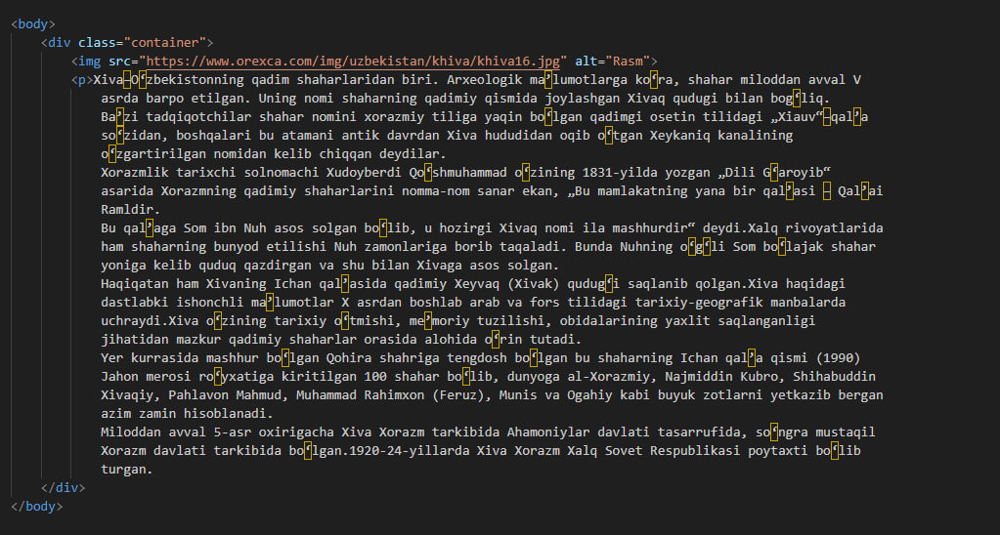 <body>
<div class="container">
<img src="https://www.orexca.com/img/uzbekistan/khiva/khiva16.jpg" alt="Rasm">
<p>Xiva–Oʻzbekistonning qadim shaharlaridan biri. Arxeologik maʼlumotlarga koʻra, shahar miloddan avval V
asrda barpo etilgan. Uning nomi shaharning qadimiy qismida joylashgan Xivaq qudugi bilan bogʻliq.
Baʼzi tadqiqotchilar shahar nomini xorazmiy tiliga yaqin boʻlgan qadimgi osetin tilidagi „Xiauv“–qalʼa
soʻzidan, boshqalari bu atamani antik davrdan Xiva hududidan oqib oʻtgan Xeykaniq kanalining
oʻzgartirilgan nomidan kelib chiqqan deydilar.
Xorazmlik tarixchi solnomachi Xudoyberdi Qoʻshmuhammad oʻzining 1831-yilda yozgan „Dili Gʻaroyib“
asarida Xorazmning qadimiy shaharlarini nomma-nom sanar ekan, „Bu mamlakatning yana bir qalʼasi – Qalʼai
Ramldir.
Bu qalʼaga Som ibn Nuh asos solgan boʻlib, u hozirgi Xivaq nomi ila mashhurdir“ deydi.Xalq rivoyatlarida
ham shaharning bunyod etilishi Nuh zamonlariga borib taqaladi. Bunda Nuhning oʻgʻli Som boʻlajak shahar
yoniga kelib quduq qazdirgan va shu bilan Xivaga asos solgan.
Haqiqatan ham Xivaning Ichan qalʼasida qadimiy Xeyvaq (Xivak) qudugʻi saqlanib qolgan.Xiva haqidagi
dastlabki ishonchli maʼlumotlar X asrdan boshlab arab va fors tilidagi tarixiy-geografik manbalarda
uchraydi.Xiva oʻzining tarixiy oʻtmishi, meʼmoriy tuzilishi, obidalarining yaxlit saqlanganligi
jihatidan mazkur qadimiy shaharlar orasida alohida oʻrin tutadi.
Yer kurrasida mashhur boʻlgan Qohira shahriga tengdosh boʻlgan bu shaharning Ichan qalʼa qismi (1990)
Jahon merosi roʻyxatiga kiritilgan 100 shahar boʻlib, dunyoga al-Xorazmiy, Najmiddin Kubro, Shihabuddin
Xivaqiy, Pahlavon Mahmud, Muhammad Rahimxon (Feruz), Munis va Ogahiy kabi buyuk zotlarni yetkazib bergan
azim zamin hisoblanadi.
Miloddan avval 5-asr oxirigacha Xiva Xorazm tarkibida Ahamoniylar davlati tasarrufida, soʻngra mustaqil
Xorazm davlati tarkibida boʻlgan.1920-24-yillarda Xiva Xorazm Xalq Sovet Respublikasi poytaxti boʻlib
turgan.
</div>
</body>